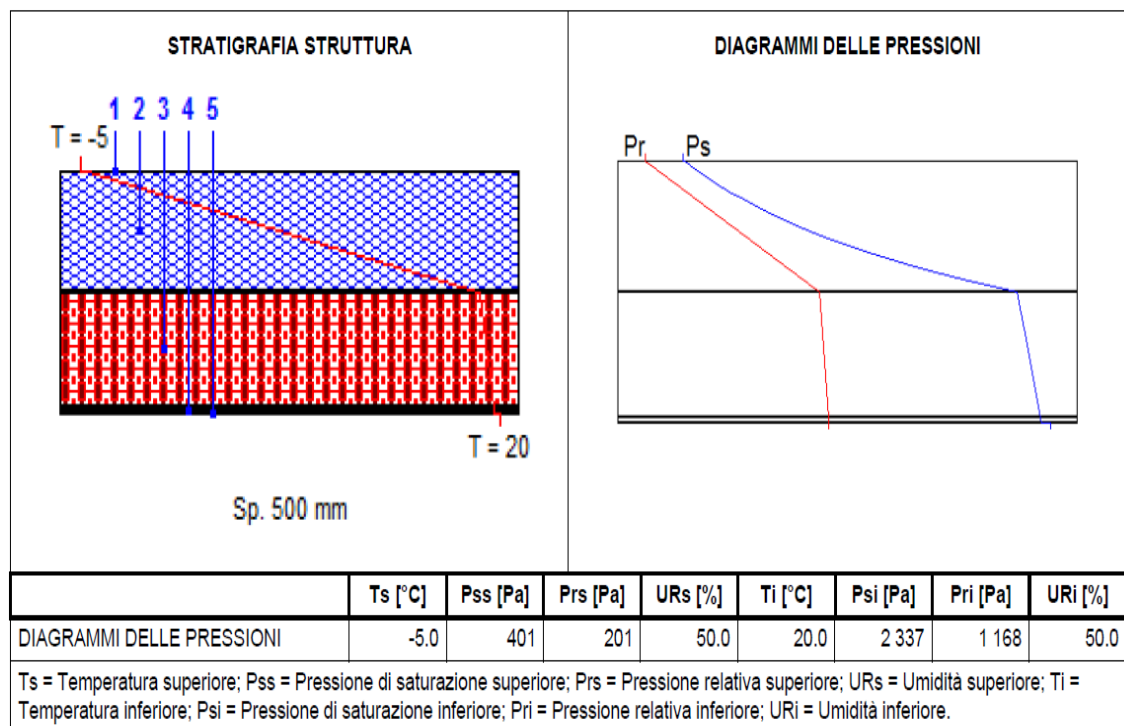 STRATIGRAFIA STRUTTURA
1 2 3 4 5
T = -5
T = 20
Sp. 500 mm
DIAGRAMMI DELLE PRESSIONI
Pr Ps
Ts [°C] Pss [Pa] Prs [Pa] URs [%] Ti [°C] Psi [Pa] Pri [Pa] URi [%]
DIAGRAMMI DELLE PRESSIONI -5.0 401 201 50.0 20.0 2 337 1 168 50.0
Ts = Temperatura superiore; Pss = Pressione di saturazione superiore; Prs = Pressione relativa superiore; URs = Umidità superiore; Ti =
Temperatura inferiore; Psi = Pressione di saturazione inferiore; Pri = Pressione relativa inferiore; URi = Umidità inferiore.